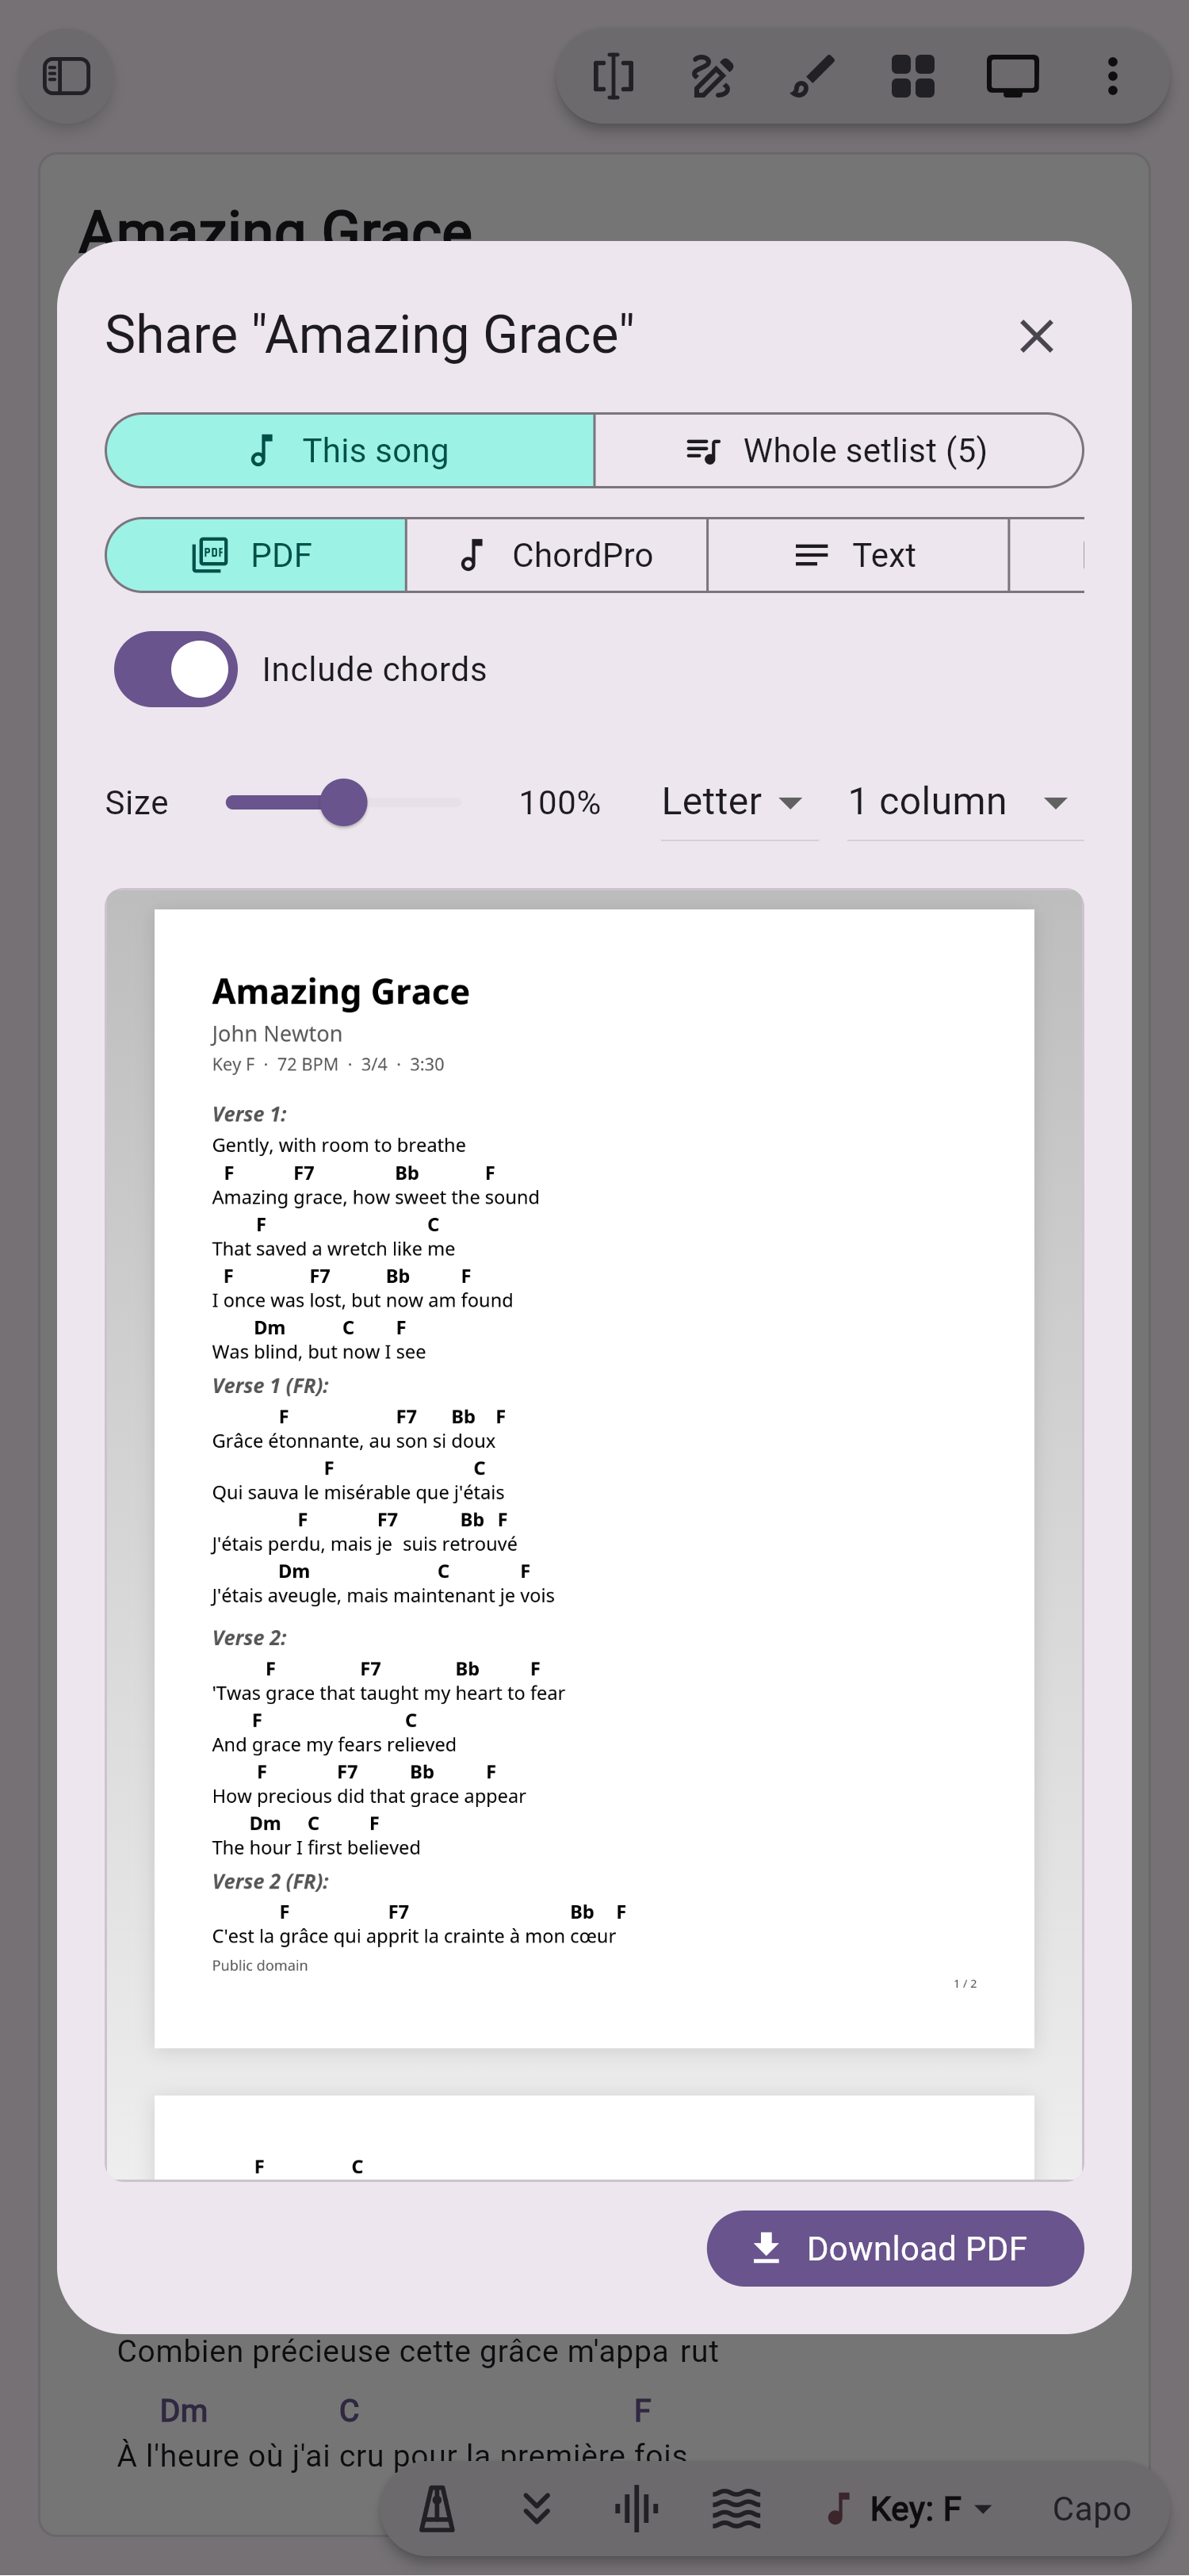 Amazing Grace
Share "Amazing Grace"
This song
Whole setlist (5)
PDF
ChordPro
Text
Include chords
Size
100%
Letter
1 column
Amazing Grace
John Newton
Key F · 72 BPM · 3/4 · 3:30
Verse 1:
Gently, with room to breathe
F F7 Bb F
Amazing grace, how sweet the sound
F C
That saved a wretch like me
F F7 Bb F
I once was lost, but now am found
Dm C F
Was blind, but now I see
Verse 1 (FR):
F F7 Bb F
Grâce étonnante, au son si doux
F C
Qui sauva le misérable que j'étais
F F7 Bb F
J'étais perdu, mais je  suis retrouvé
Dm C F
J'étais aveugle, mais maintenant je vois
Verse 2:
F F7 Bb F
'Twas grace that taught my heart to fear
F C
And grace my fears relieved
F F7 Bb F
How precious did that grace appear
Dm C F
The hour I first believed
Verse 2 (FR):
F F7 Bb F
C'est la grâce qui apprit la crainte à mon cœur
Public domain
1 / 2
F C
Download PDF
Combien précieuse cette grâce m'appa rut
Dm C F
À l'heure où j'ai cru pour la première fois
Key: F
Capo